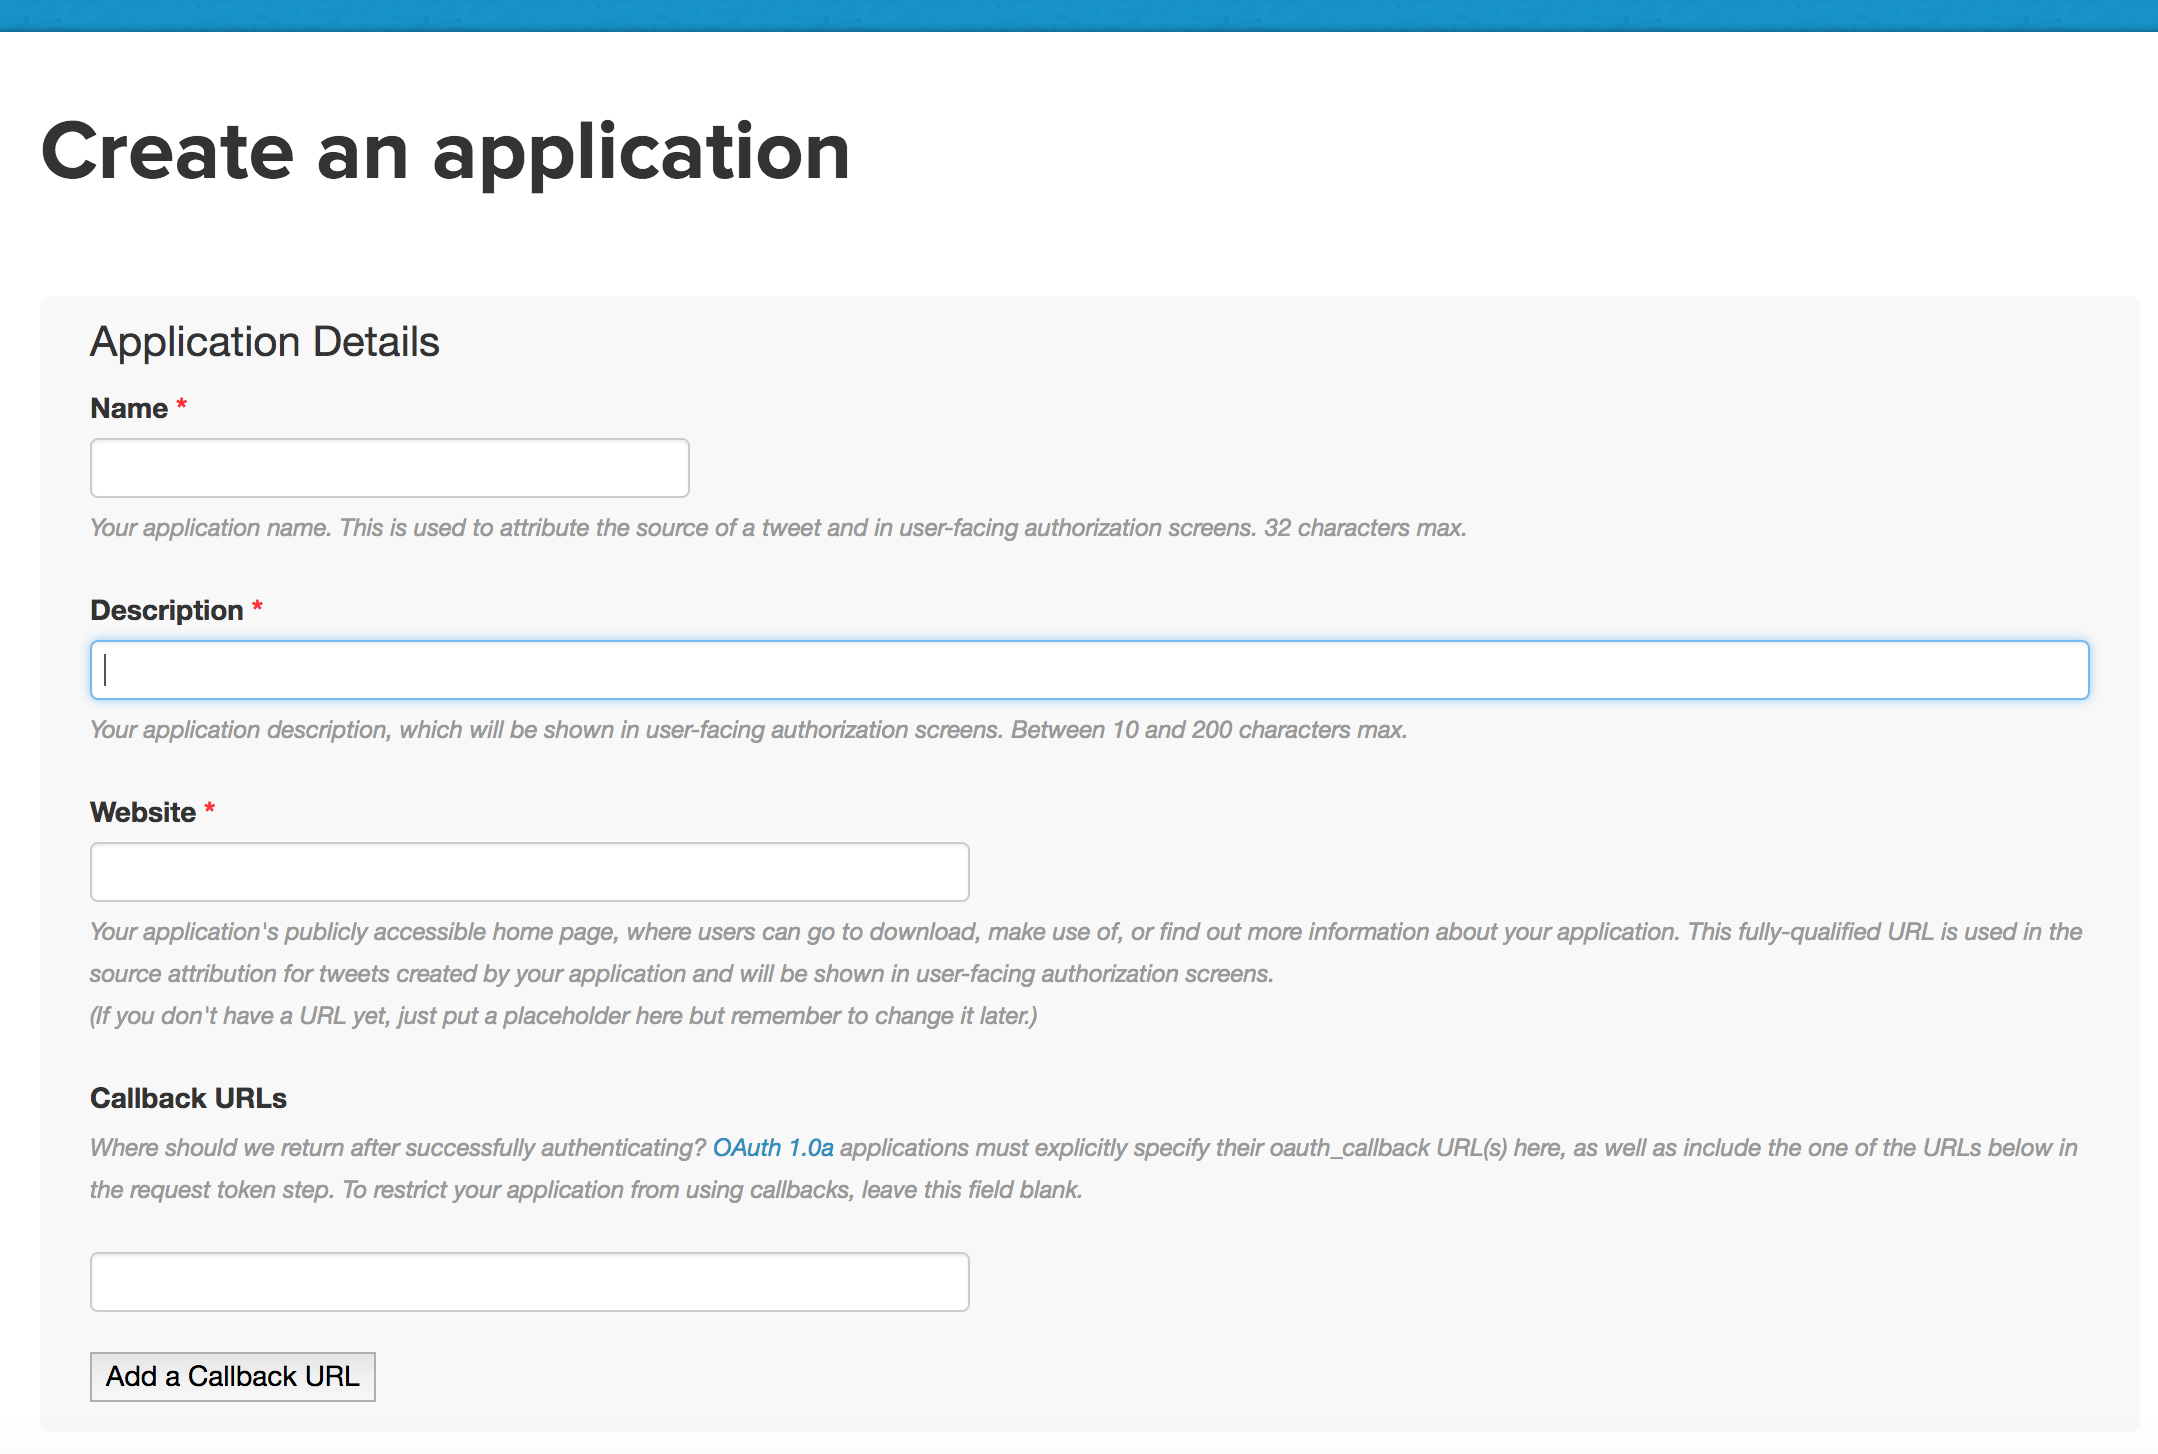 Create an application
Application Details
Name *
Your application name. This is used to attribute the source of a tweet and in user-facing authorization screens. 32 characters max.
Description *
Your application description, which will be shown in user-facing authorization screens. Between 10 and 200 characters max.
Website *
Your application's publicly accessible home page, where users can go to download, make use of, or find out more information about your application. This fully-qualified URL is used in the
source attribution for tweets created by your application and will be shown in user-facing authorization screens.
(If you don't have a URL yet, just put a placeholder here but remember to change it later.)
Callback URLs
Where should we return after successfully authenticating? OAuth 1.0a applications must explicitly specify their oauth_callback URL(s) here, as well as include the one of the URLs below in
the request token step. To restrict your application from using callbacks, leave this field blank.
Add a Callback URL